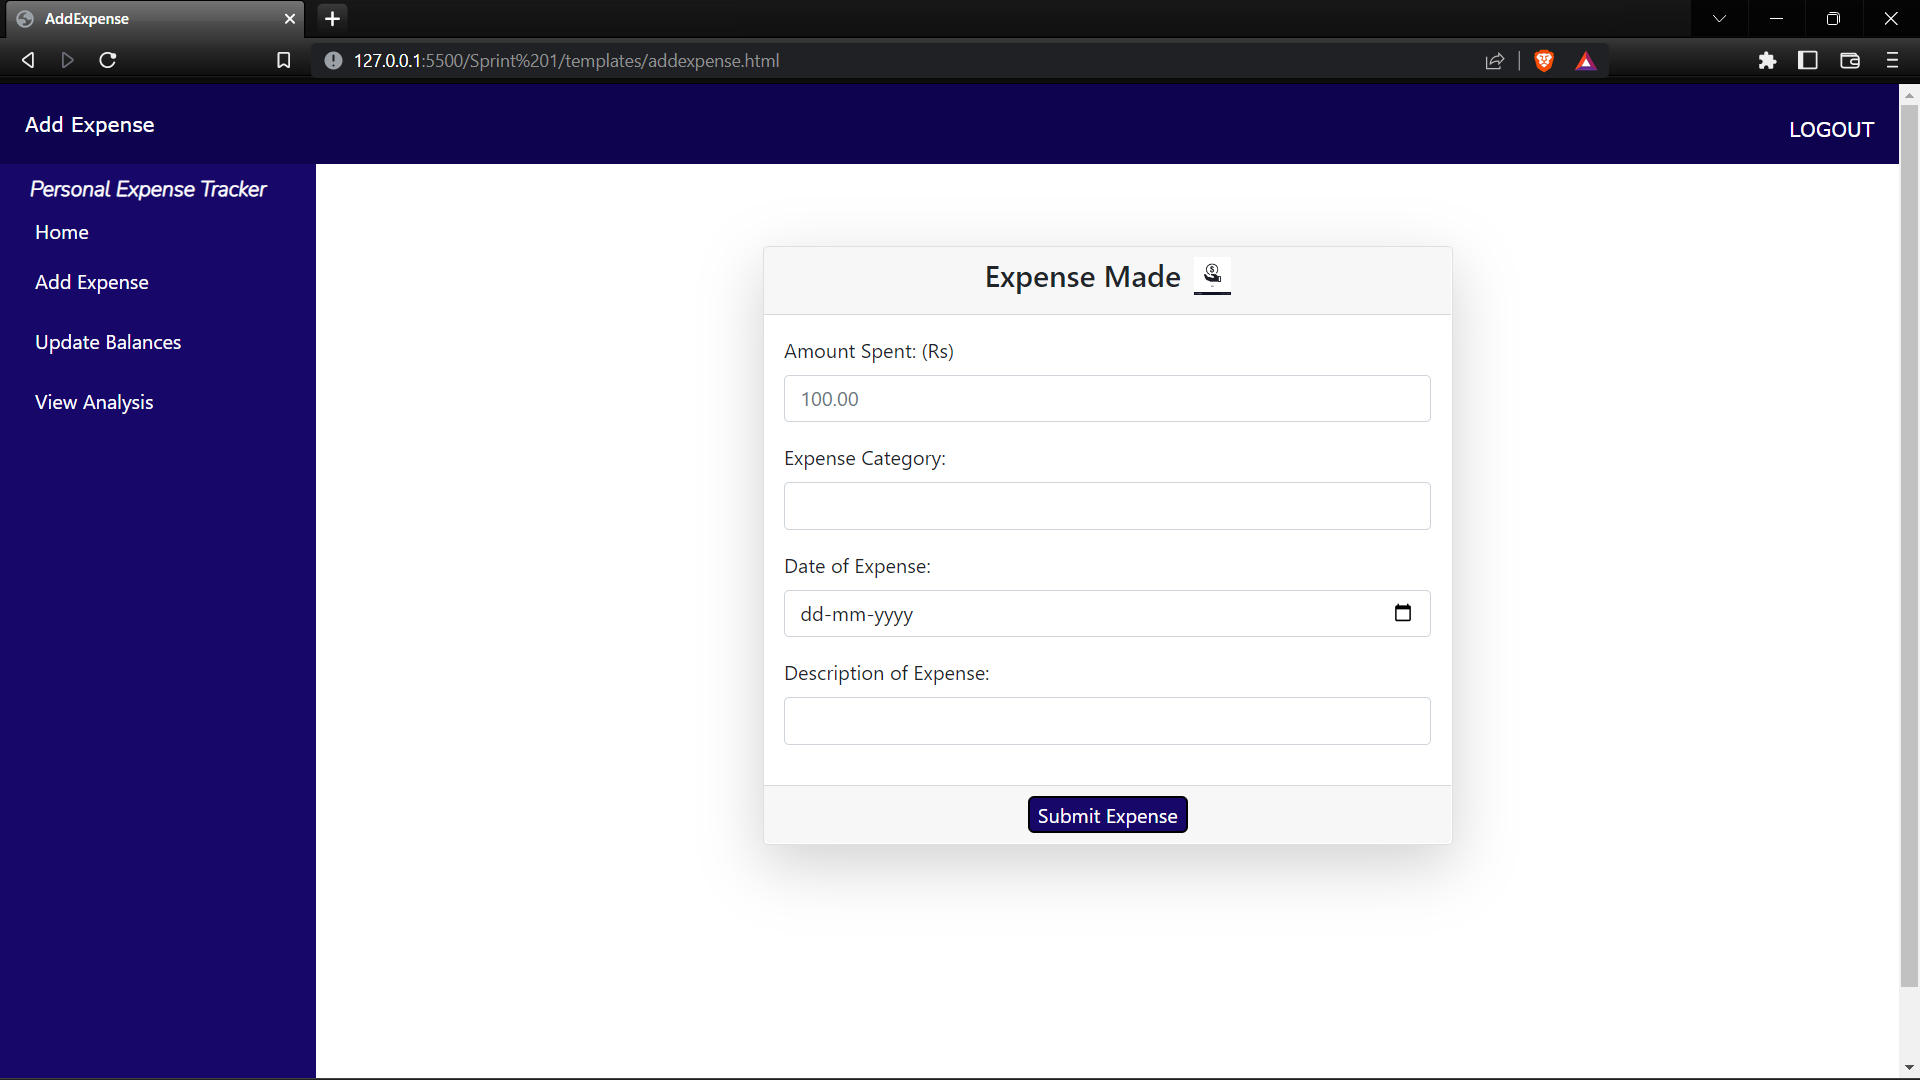 AddExpense
127.0.0.1:5500/Sprint%201/templates/addexpense.html
Add Expense
LOGOUT
Personal Expense Tracker
Home
Add Expense
Update Balances
View Analysis
Expense Made
$
Amount Spent: (Rs)
100.00
Expense Category:
Date of Expense:
dd-mm-yyyy
Description of Expense:
Submit Expense